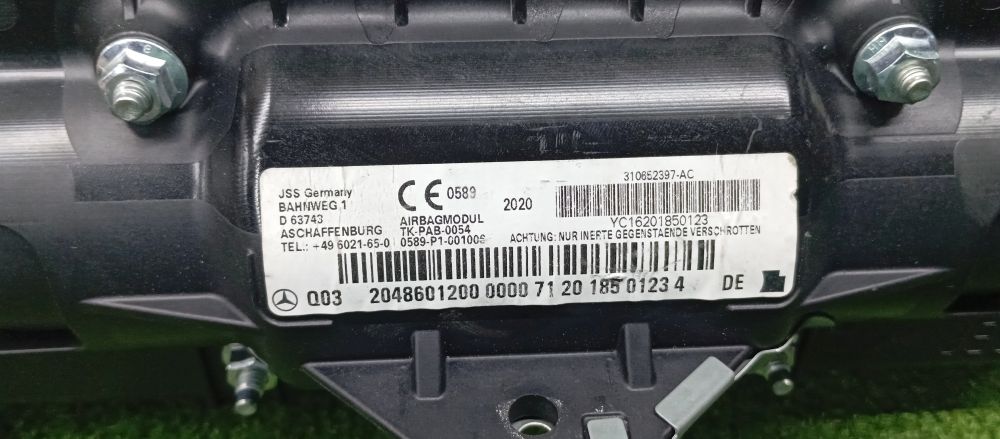 JSS Germany
BAHNWEG 1
D 63743
ASCHAFFENBURG
TEL.: +49 6021-65-0
CE 0589
2020
AIRBAGMODUL
TK-PAB-0054
0589-P1-001006
310652397-AC
YC16201850123
ACHTUNG: NUR INERTE GEGENSTAENDE VERSCHROTTEN
Q03 2048601200 0000 71 20 185 0123 4 DE